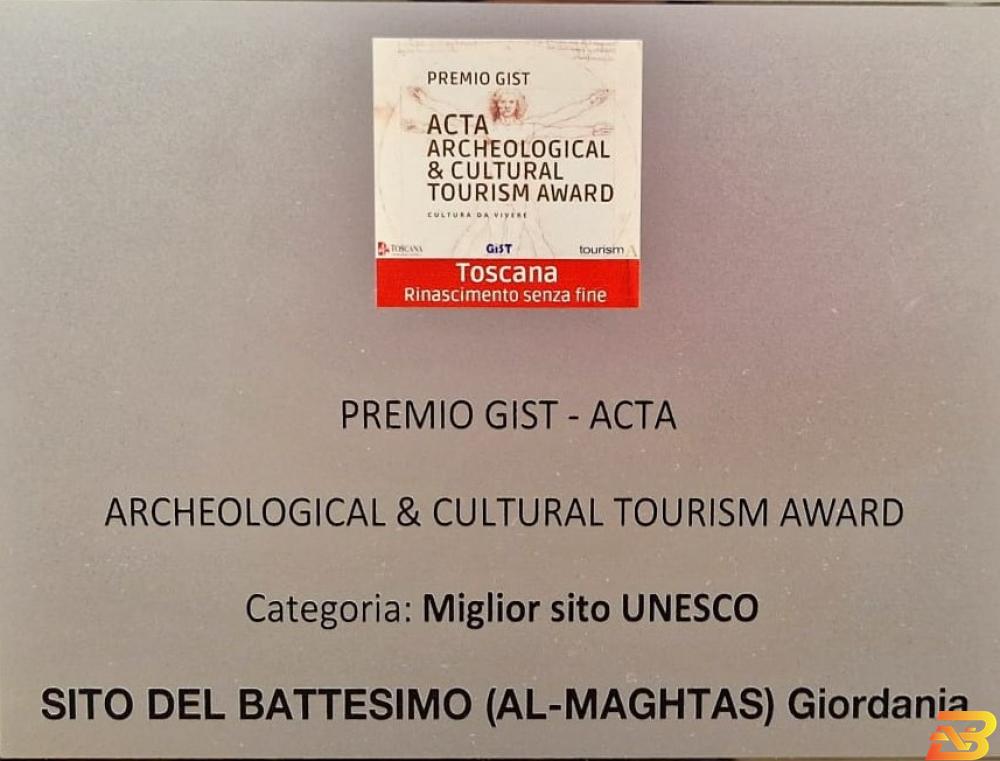 PREMIO GIST
ACTA
ARCHEOLOGICAL
& CULTURAL
TOURISM AWARD
CULTURA DA VIVERE
TOSCANA
GIST
tourismA
Toscana
Rinascimento senza fine
PREMIO GIST - ACTA
ARCHEOLOGICAL & CULTURAL TOURISM AWARD
Categoria: Miglior sito UNESCO
SITO DEL BATTESIMO (AL-MAGHTAS) Giordania